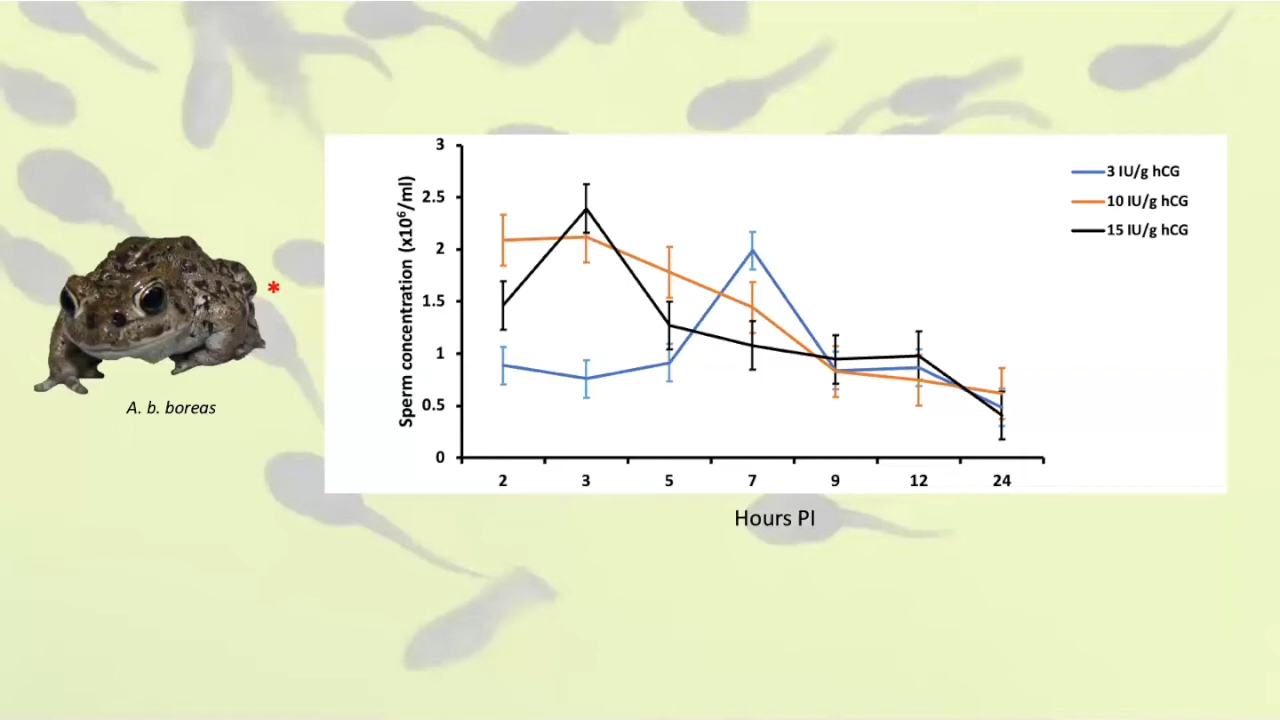 *
A. b. boreas
Sperm concentration (x10⁶/ml)
3
2.5
2
1.5
1
0.5
0
2 3 5 7 9 12 24
Hours PI
3 IU/g hCG
10 IU/g hCG
15 IU/g hCG